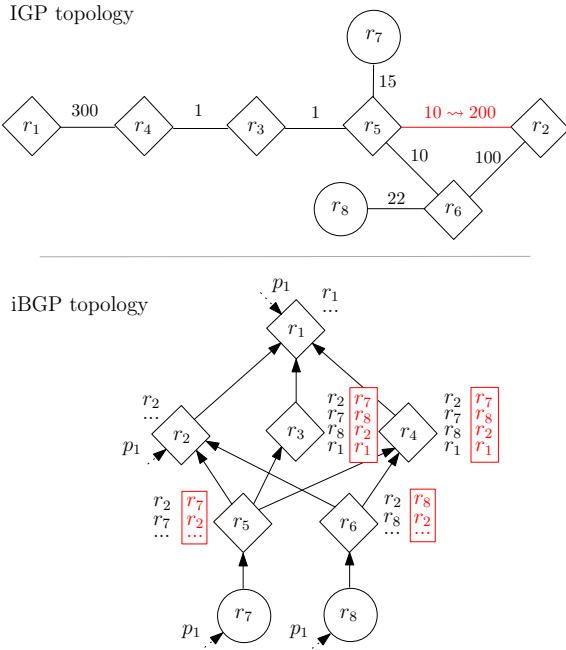 IGP topology
r7
15
300
1
1
10 ⇝ 200
r1
r4
r3
r5
r2
10
100
22
r8
r6
iBGP topology
p1
r1
...
r1
r2
...
r2
p1
r3
r2 r7
r7 r8
r8 r2
r1 r1
r4
r2 r7
r7 r8
r8 r2
r1 r1
r2 r7
r7 r2
... ...
r5
r6
r2 r8
r8 r2
... ...
p1
r7
p1
r8